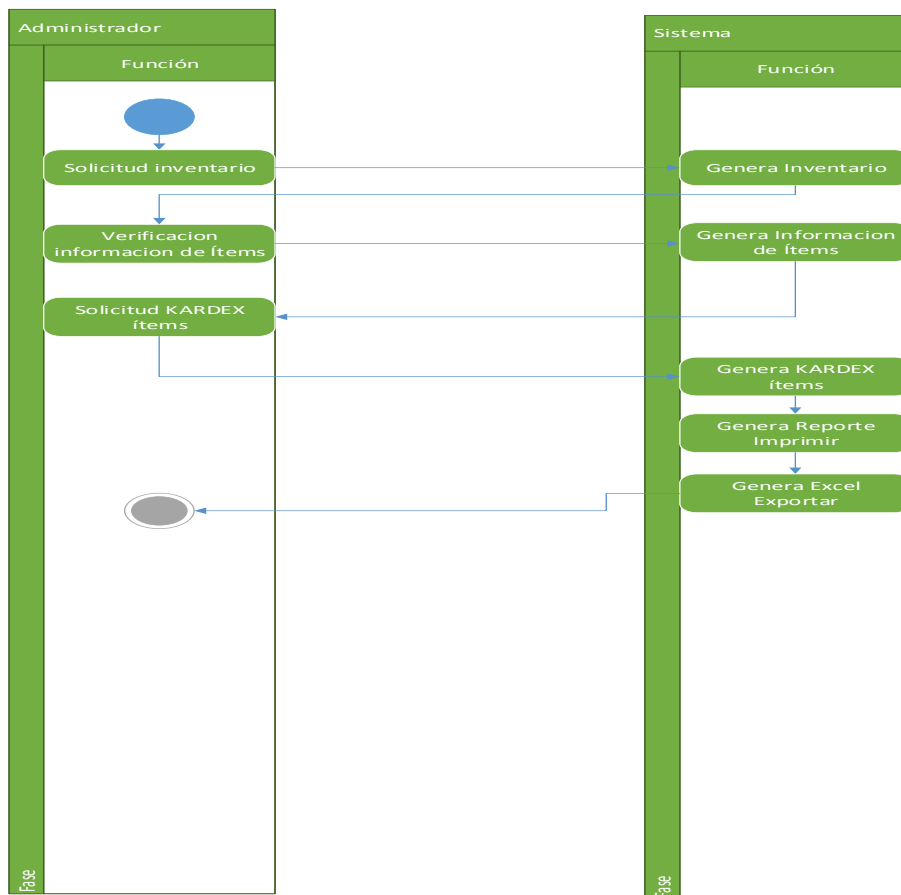 Administrador
Función
Solicitud inventario
Verificacion
informacion de Ítems
Solicitud KARDEX
ítems
Fase
Sistema
Función
Genera Inventario
Genera Informacion
de Ítems
Genera KARDEX
ítems
Genera Reporte
Imprimir
Genera Excel
Exportar
Fase